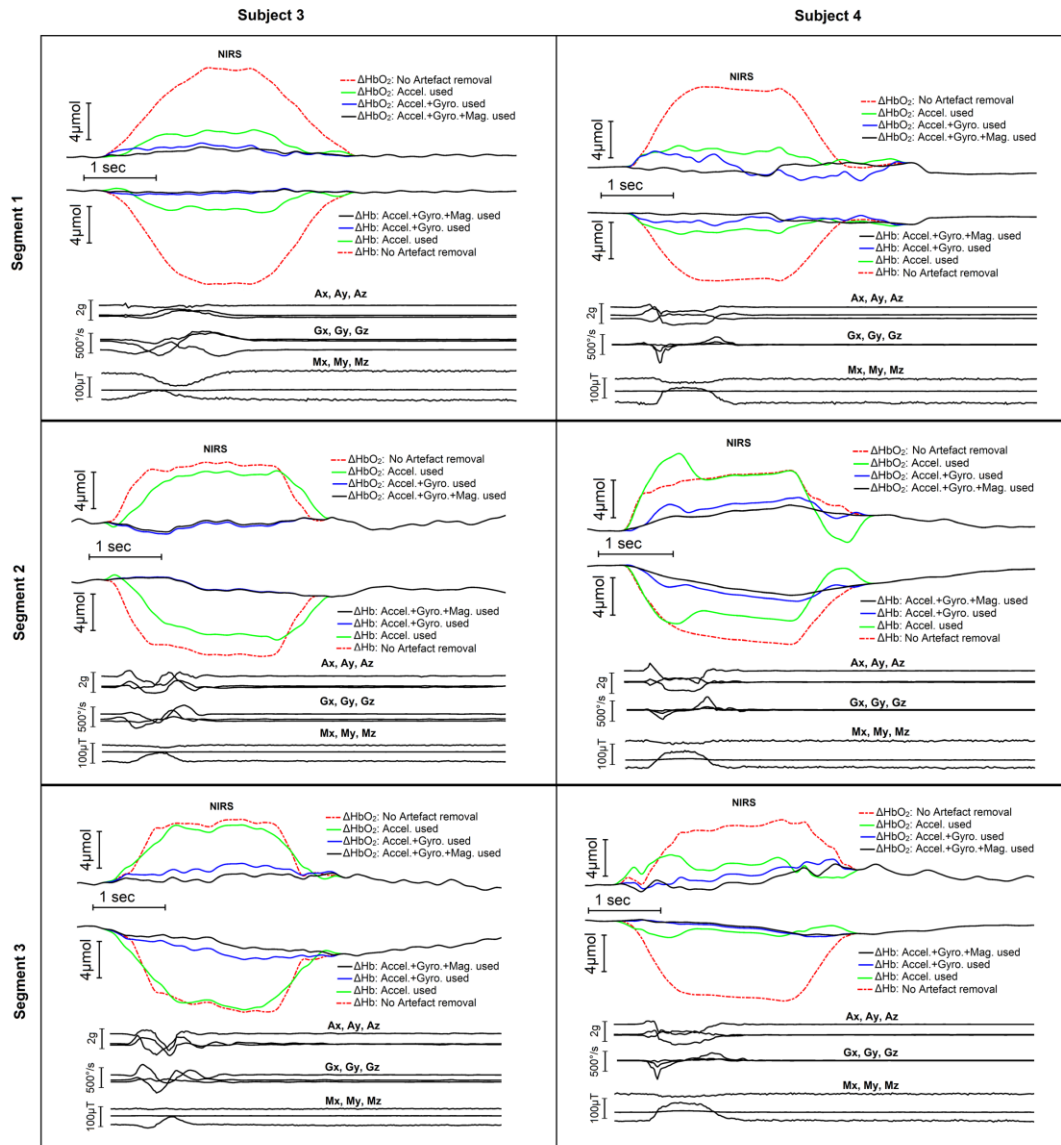 Subject 3
Subject 4
Segment 1
NIRS
4μmol
ΔHbO₂: No Artefact removal
ΔHbO₂: Accel. used
ΔHbO₂: Accel.+Gyro. used
ΔHbO₂: Accel.+Gyro.+Mag. used
1 sec
4μmol
ΔHb: Accel.+Gyro.+Mag. used
ΔHb: Accel.+Gyro. used
ΔHb: Accel. used
ΔHb: No Artefact removal
Ax, Ay, Az
2g
Gx, Gy, Gz
500°/s
Mx, My, Mz
100μT
NIRS
4μmol
ΔHbO₂: No Artefact removal
ΔHbO₂: Accel. used
ΔHbO₂: Accel.+Gyro. used
ΔHbO₂: Accel.+Gyro.+Mag. used
1 sec
4μmol
ΔHb: Accel.+Gyro.+Mag. used
ΔHb: Accel.+Gyro. used
ΔHb: Accel. used
ΔHb: No Artefact removal
Ax, Ay, Az
2g
Gx, Gy, Gz
500°/s
Mx, My, Mz
100μT
Segment 2
NIRS
4μmol
ΔHbO₂: No Artefact removal
ΔHbO₂: Accel. used
ΔHbO₂: Accel.+Gyro. used
ΔHbO₂: Accel.+Gyro.+Mag. used
1 sec
4μmol
ΔHb: Accel.+Gyro.+Mag. used
ΔHb: Accel.+Gyro. used
ΔHb: Accel. used
ΔHb: No Artefact removal
Ax, Ay, Az
2g
Gx, Gy, Gz
500°/s
Mx, My, Mz
100μT
NIRS
4μmol
ΔHbO₂: No Artefact removal
ΔHbO₂: Accel. used
ΔHbO₂: Accel.+Gyro. used
ΔHbO₂: Accel.+Gyro.+Mag. used
1 sec
4μmol
ΔHb: Accel.+Gyro.+Mag. used
ΔHb: Accel.+Gyro. used
ΔHb: Accel. used
ΔHb: No Artefact removal
Ax, Ay, Az
2g
Gx, Gy, Gz
500°/s
Mx, My, Mz
100μT
Segment 3
NIRS
4μmol
ΔHbO₂: No Artefact removal
ΔHbO₂: Accel. used
ΔHbO₂: Accel.+Gyro. used
ΔHbO₂: Accel.+Gyro.+Mag. used
1 sec
4μmol
ΔHb: Accel.+Gyro.+Mag. used
ΔHb: Accel.+Gyro. used
ΔHb: Accel. used
ΔHb: No Artefact removal
Ax, Ay, Az
2g
Gx, Gy, Gz
500°/s
Mx, My, Mz
100μT
NIRS
4μmol
ΔHbO₂: No Artefact removal
ΔHbO₂: Accel. used
ΔHbO₂: Accel.+Gyro. used
ΔHbO₂: Accel.+Gyro.+Mag. used
1 sec
4μmol
ΔHb: Accel.+Gyro.+Mag. used
ΔHb: Accel.+Gyro. used
ΔHb: Accel. used
ΔHb: No Artefact removal
Ax, Ay, Az
2g
Gx, Gy, Gz
500°/s
Mx, My, Mz
100μT